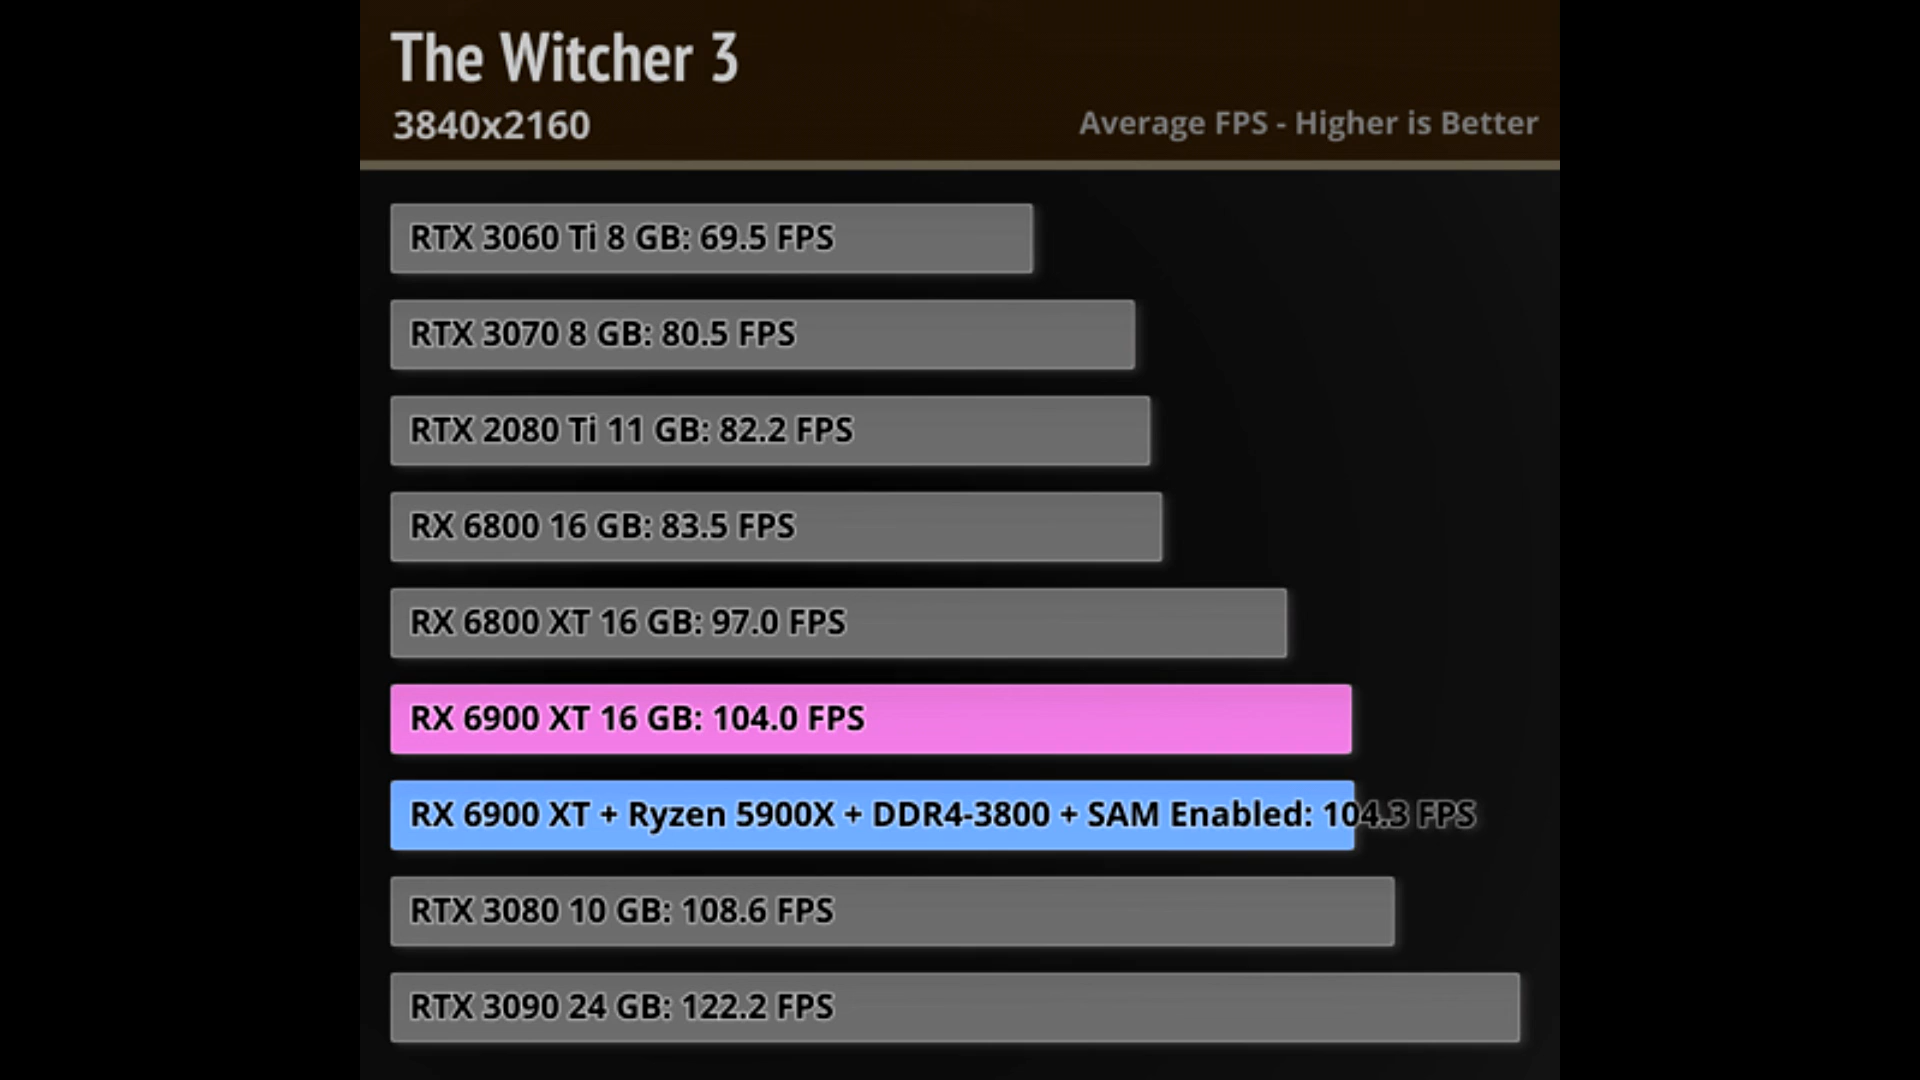 The Witcher 3
3840x2160
Average FPS - Higher is Better
RTX 3060 Ti 8 GB: 69.5 FPS
RTX 3070 8 GB: 80.5 FPS
RTX 2080 Ti 11 GB: 82.2 FPS
RX 6800 16 GB: 83.5 FPS
RX 6800 XT 16 GB: 97.0 FPS
RX 6900 XT 16 GB: 104.0 FPS
RX 6900 XT + Ryzen 5900X + DDR4-3800 + SAM Enabled: 104.3 FPS
RTX 3080 10 GB: 108.6 FPS
RTX 3090 24 GB: 122.2 FPS